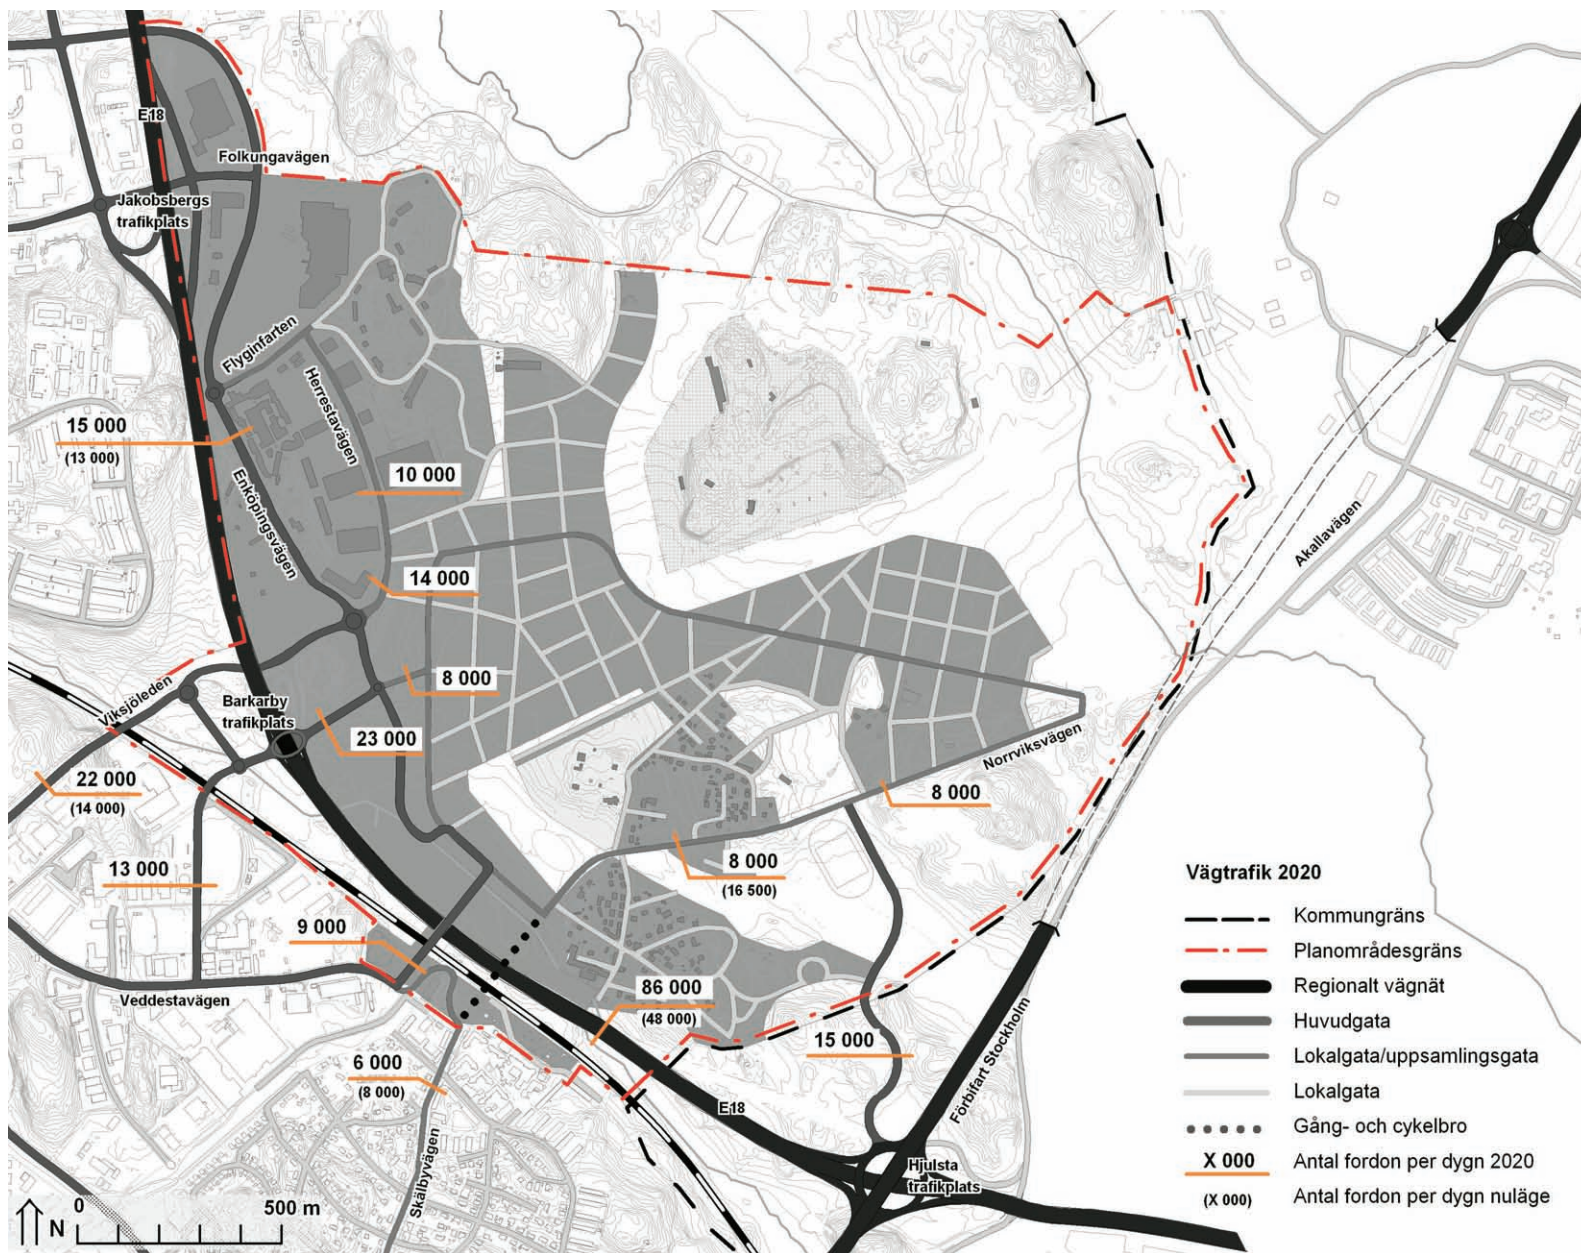 E18
Folkungavägen
Jakobsbergs
trafikplats
Flyginfarten
Herrestavägen
15 000
(13 000)
10 000
Enköpingsvägen
Akallavägen
14 000
8 000
Viksjöleden
Barkarby
trafikplats
23 000
Norrviksvägen
22 000
(14 000)
8 000
13 000
8 000
(16 500)
9 000
Veddestavägen
86 000
(48 000)
15 000
6 000
(8 000)
E18
Förbifart Stockholm
Skälbyvägen
Hjulsta
trafikplats
0
500 m
N
Vägtrafik 2020
Kommungräns
Planområdesgräns
Regionalt vägnät
Huvudgata
Lokalgata/uppsamlingsgata
Lokalgata
Gång- och cykelbro
X 000 Antal fordon per dygn 2020
(X 000) Antal fordon per dygn nuläge